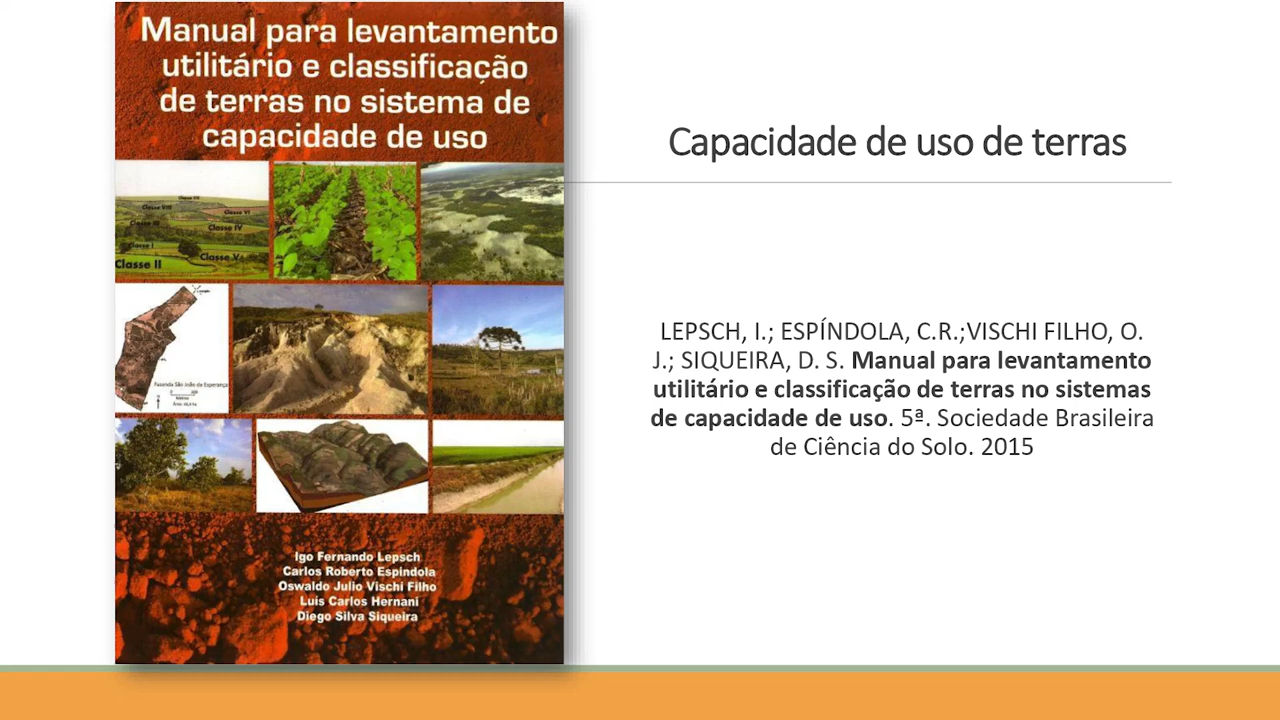 Manual para levantamento
utilitário e classificação
de terras no sistema de
capacidade de uso
Classe VIII
Classe VI
Classe III
Classe IV
Classe I
Classe V
Classe II
Fazenda São João da Esperança
Igo Fernando Lepsch
Carlos Roberto Espindola
Oswaldo Julio Vischi Filho
Luis Carlos Hernani
Diego Silva Siqueira
Capacidade de uso de terras
LEPSCH, I.; ESPÍNDOLA, C.R.;VISCHI FILHO, O.
J.; SIQUEIRA, D. S. Manual para levantamento
utilitário e classificação de terras no sistemas
de capacidade de uso. 5ª. Sociedade Brasileira
de Ciência do Solo. 2015